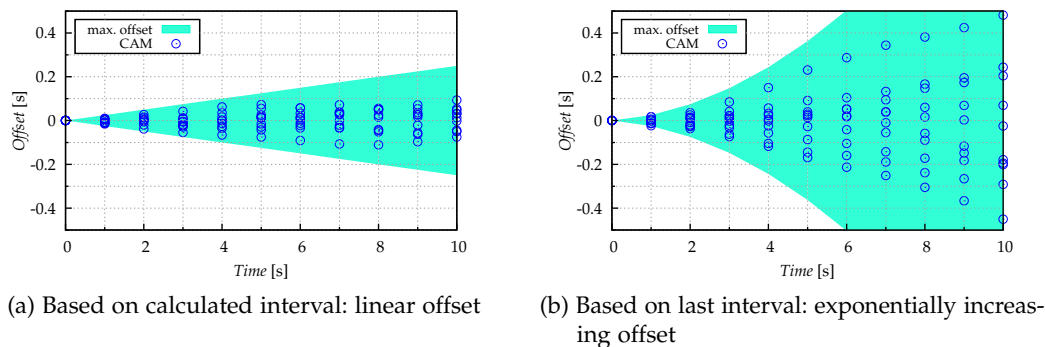 max. offset
CAM
0.4
0.2
0
-0.2
-0.4
Offset [s]
0 2 4 6 8 10
Time [s]
(a) Based on calculated interval: linear offset
max. offset
CAM
0.4
0.2
0
-0.2
-0.4
Offset [s]
0 2 4 6 8 10
Time [s]
(b) Based on last interval: exponentially increas-
ing offset